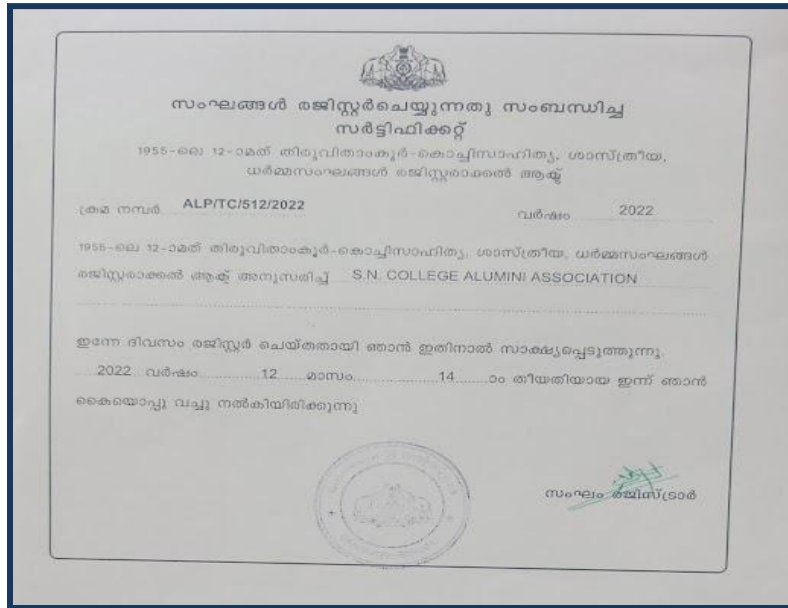 സംഘങ്ങൾ രജിസ്റ്റർചെയ്യുന്നതു സംബന്ധിച്ച
സർട്ടിഫിക്കറ്റ്
1955-ലെ 12-ാമത് തിരുവിതാംകൂർ-കൊച്ചിസാഹിത്യ, ശാസ്ത്രീയ,
ധർമ്മസംഘങ്ങൾ രജിസ്റ്റരാക്കൽ ആക്ട്
ക്രമ നമ്പർ ALP/TC/512/2022 വർഷം 2022
1955-ലെ 12-ാമത് തിരുവിതാംകൂർ-കൊച്ചിസാഹിത്യ, ശാസ്ത്രീയ, ധർമ്മസംഘങ്ങൾ
രജിസ്റ്റരാക്കൽ ആക്ട് അനുസരിച്ച് S.N. COLLEGE ALUMINI ASSOCIATION
ഇന്നേ ദിവസം രജിസ്റ്റർ ചെയ്തതായി ഞാൻ ഇതിനാൽ സാക്ഷ്യപ്പെടുത്തുന്നു.
2022 വർഷം 12 മാസം 14 ാം തീയതിയായ ഇന്ന് ഞാൻ
കൈയൊപ്പു വച്ചു നൽകിയിരിക്കുന്നു
സംഘം രജിസ്ട്രാർ